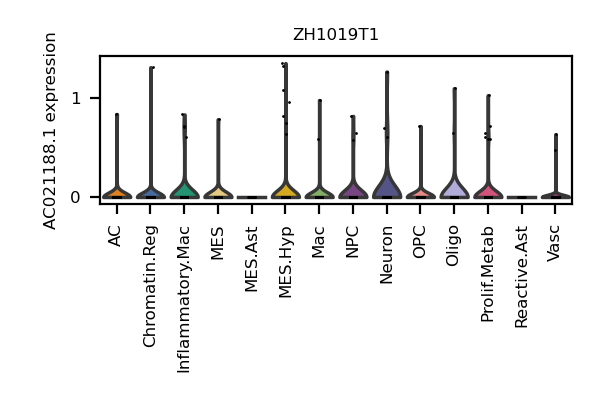 ZH1019T1
AC021188.1 expression
1
0
AC
Chromatin.Reg
Inflammatory.Mac
MES
MES.Ast
MES.Hyp
Mac
NPC
Neuron
OPC
Oligo
Prolif.Metab
Reactive.Ast
Vasc